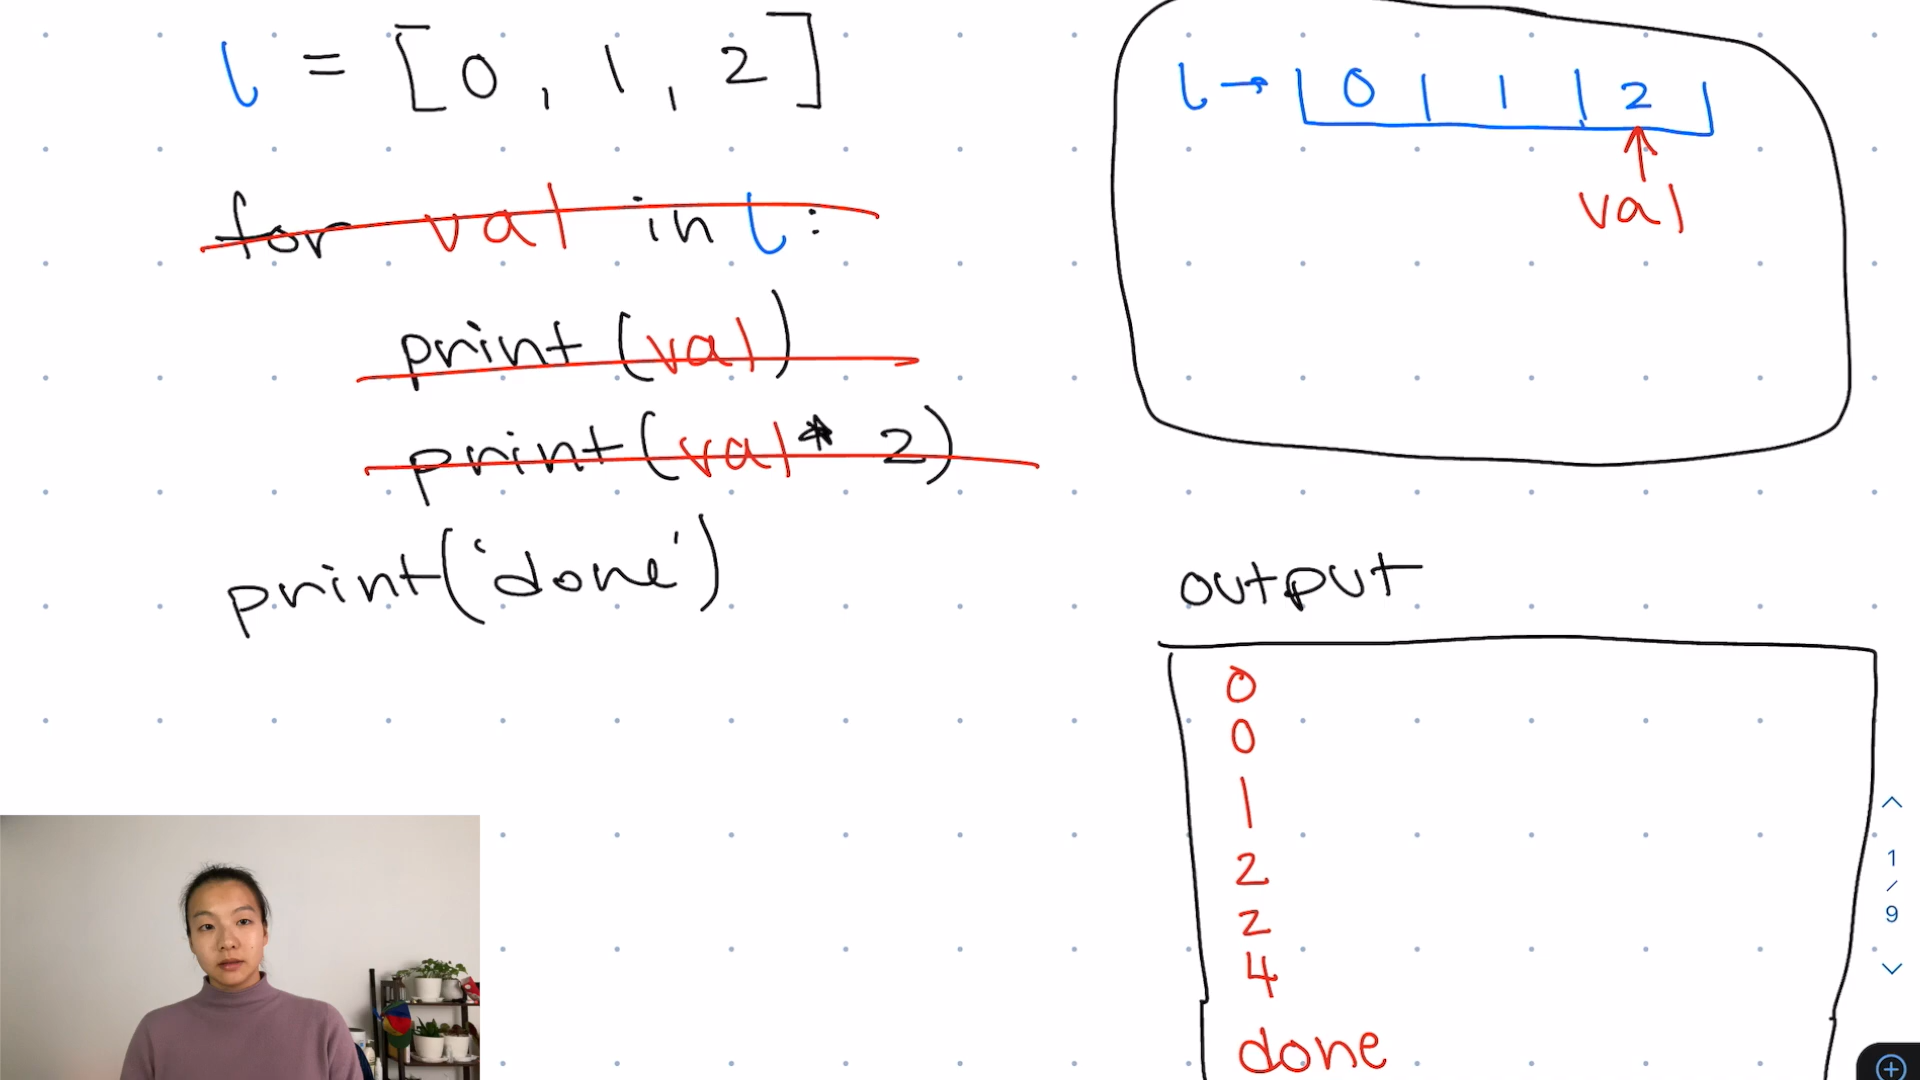 l = [0, 1, 2]
for val in l:
print(val)
print(val * 2)
print('done')
l → 0 1 2
val
output
0
0
1
2
2
4
done
1
/
9